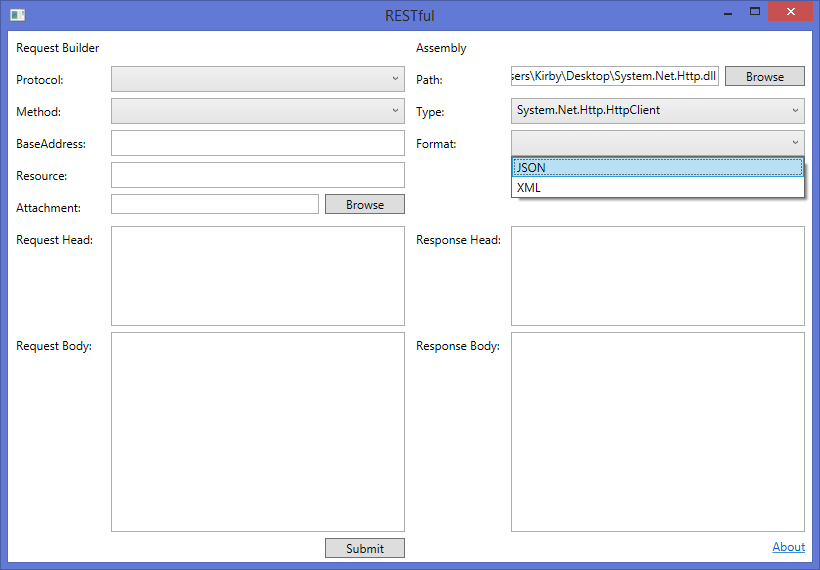 RESTful
Request Builder
Protocol:
Method:
BaseAddress:
Resource:
Attachment:
Browse
Request Head:
Request Body:
Submit
Assembly
Path:
sers\Kirby\Desktop\System.Net.Http.dll
Browse
Type:
System.Net.Http.HttpClient
Format:
JSON
XML
Response Head:
Response Body:
About